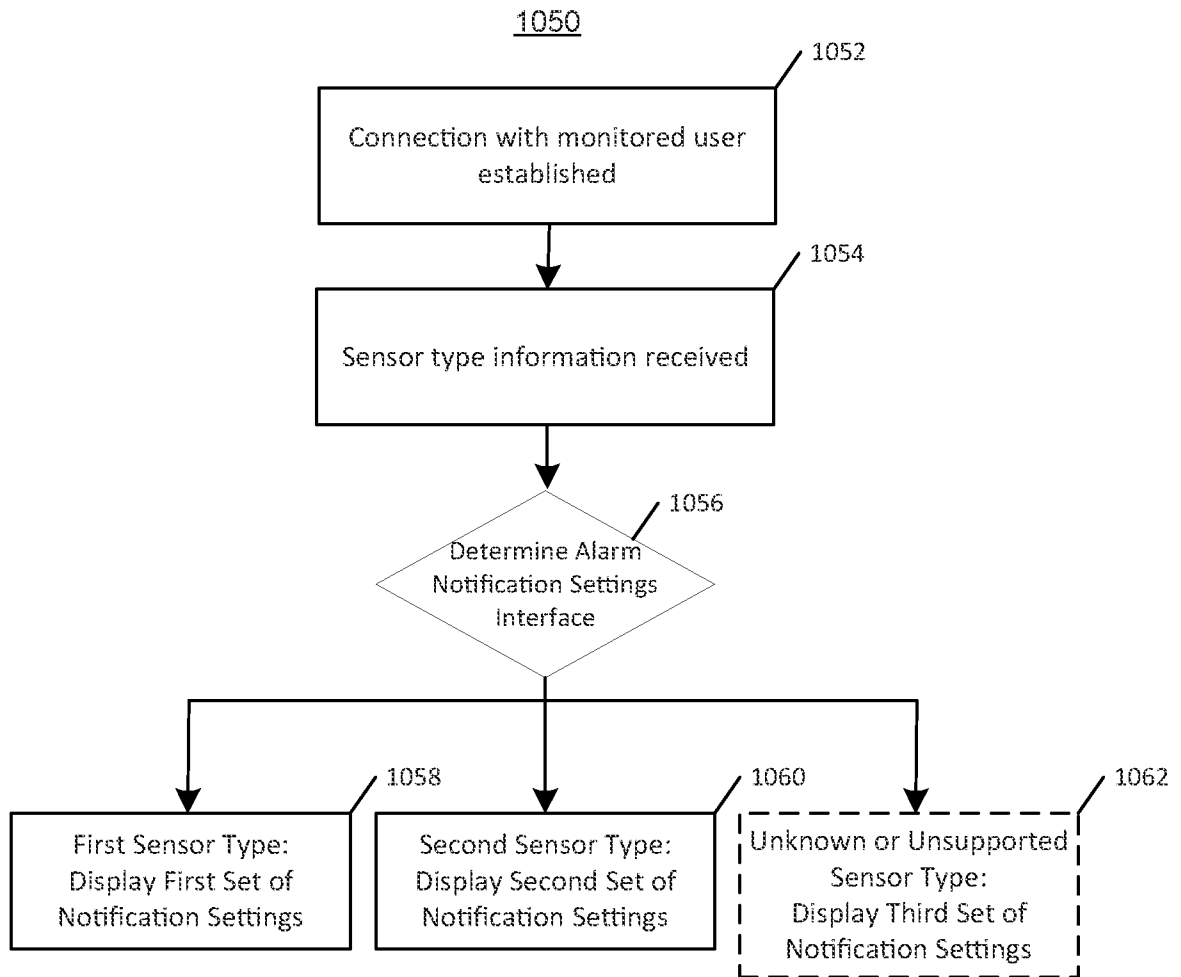 1050
1052
Connection with monitored user
established
1054
Sensor type information received
1056
Determine Alarm
Notification Settings
Interface
1058
First Sensor Type:
Display First Set of
Notification Settings
1060
Second Sensor Type:
Display Second Set of
Notification Settings
1062
Unknown or Unsupported
Sensor Type:
Display Third Set of
Notification Settings